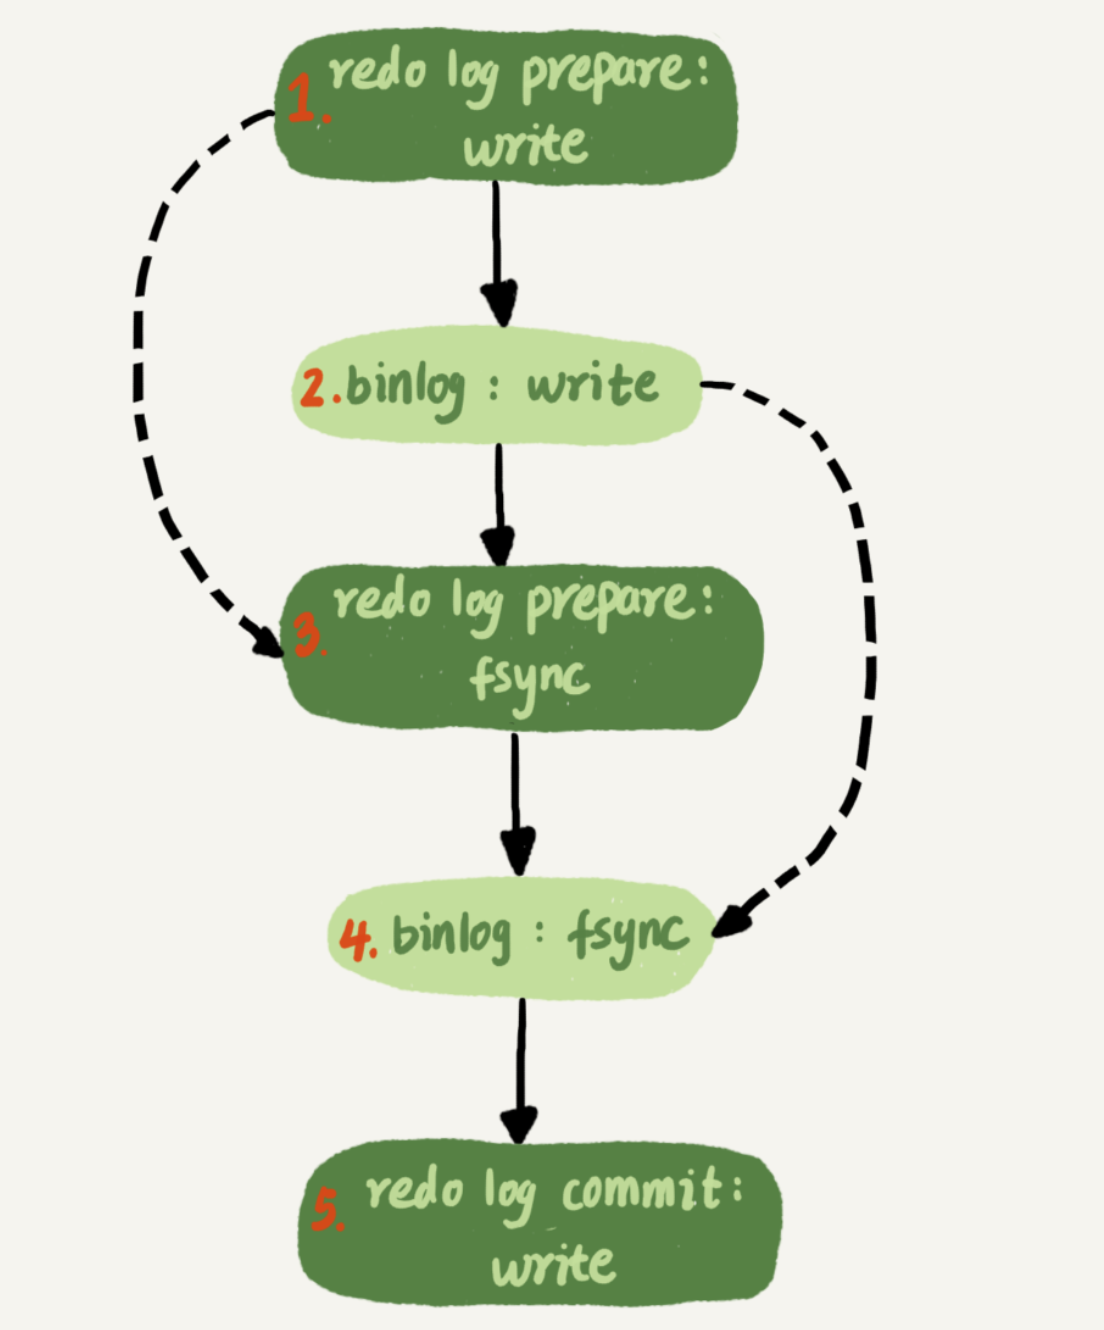 1. redo log prepare:
write
2. binlog : write
3. redo log prepare:
fsync
4. binlog : fsync
5. redo log commit:
write